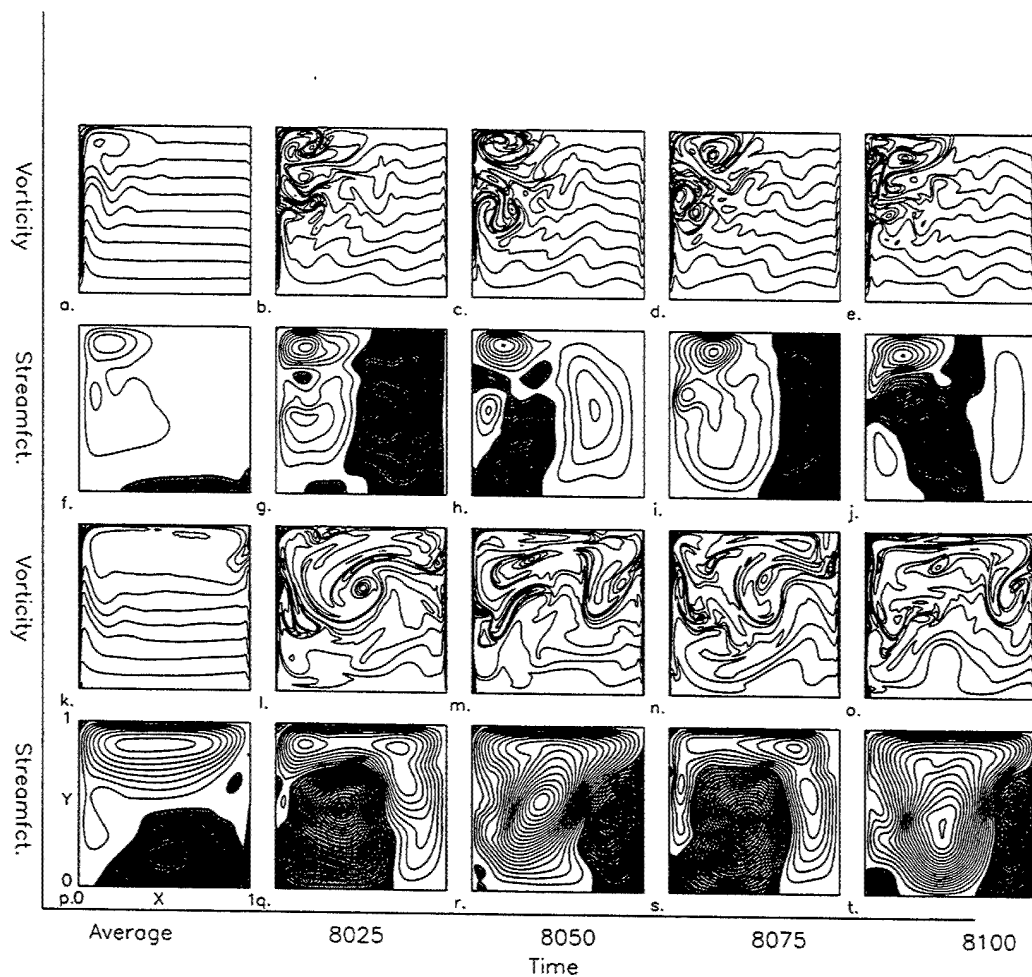 Vorticity
a. b. c. d. e.
Streamfct.
f. g. h. i. j.
Vorticity
k. l. m. n. o.
1
Streamfct.
Y
0
p.0 X 1q. r. s. t.
Average 8025 8050 8075 8100
Time